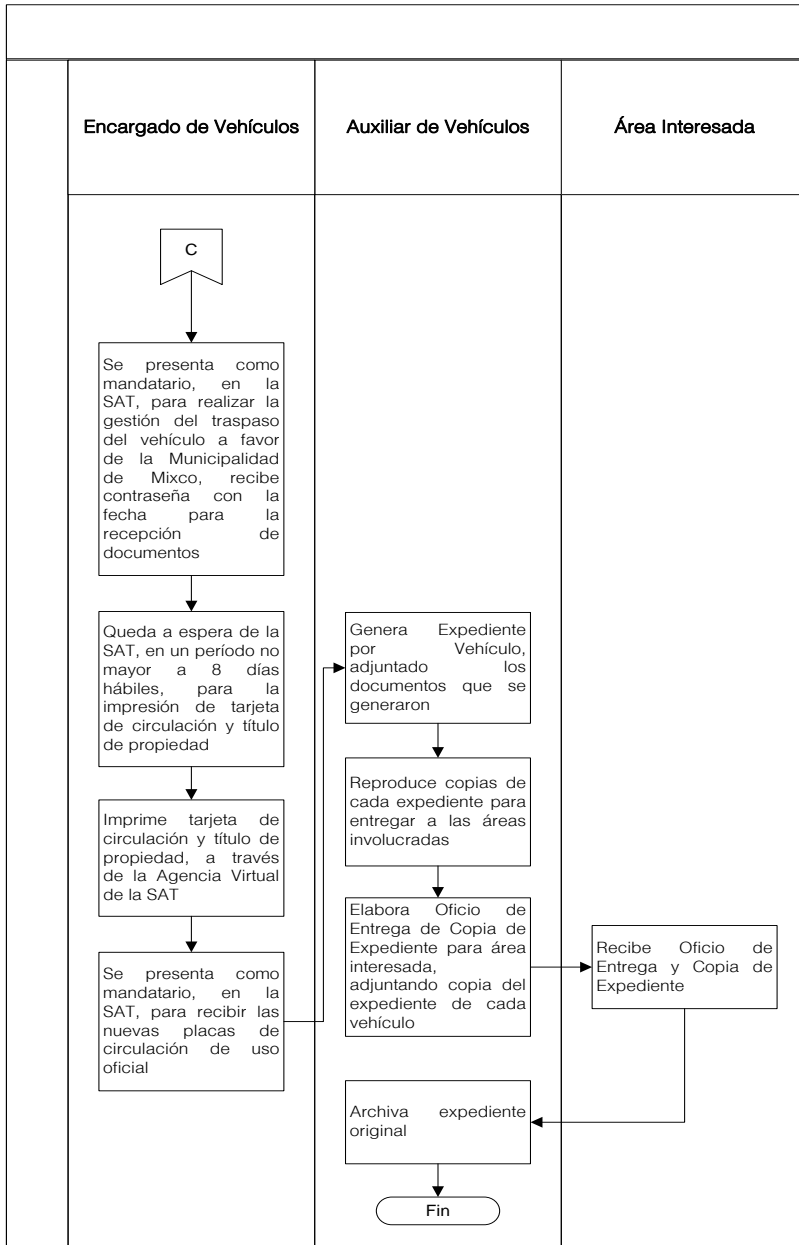 Encargado de Vehículos
Auxiliar de Vehículos
Área Interesada
C
Se presenta como
mandatario, en la
SAT, para realizar la
gestión del traspaso
del vehículo a favor
de la Municipalidad
de Mixco, recibe
contraseña con la
fecha para la
recepción de
documentos
Queda a espera de la
SAT, en un período no
mayor a 8 días
hábiles, para la
impresión de tarjeta
de circulación y título
de propiedad
Imprime tarjeta de
circulación y título de
propiedad, a través
de la Agencia Virtual
de la SAT
Se presenta como
mandatario, en la
SAT, para recibir las
nuevas placas de
circulación de uso
oficial
Genera Expediente
por Vehículo,
adjuntado los
documentos que se
generaron
Reproduce copias de
cada expediente para
entregar a las áreas
involucradas
Elabora Oficio de
Entrega de Copia de
Expediente para área
interesada,
adjuntando copia del
expediente de cada
vehículo
Recibe Oficio de
Entrega y Copia de
Expediente
Archiva expediente
original
Fin